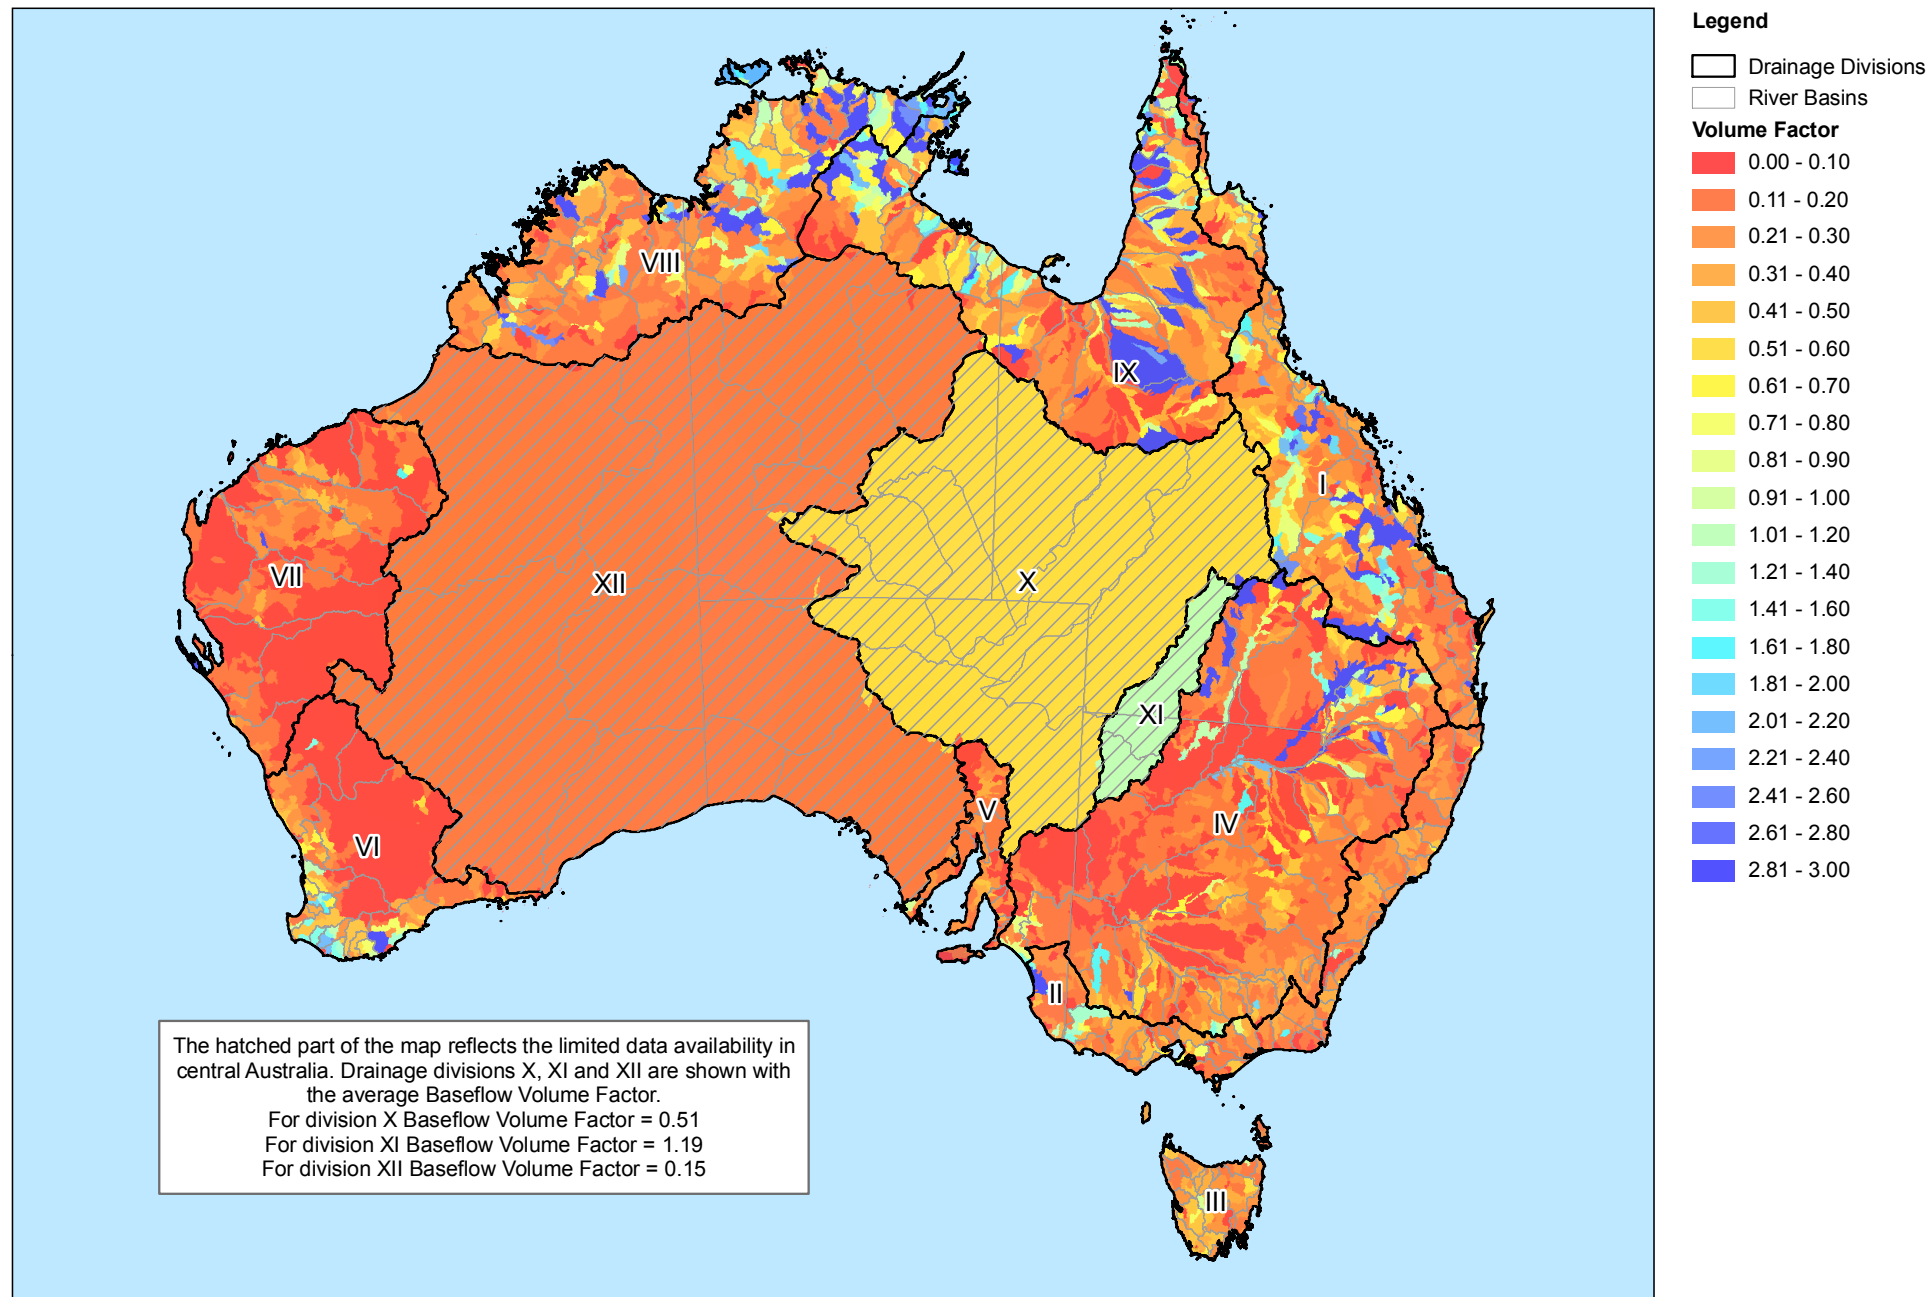 Legend
Drainage Divisions
River Basins
Volume Factor
0.00 - 0.10
0.11 - 0.20
0.21 - 0.30
0.31 - 0.40
0.41 - 0.50
0.51 - 0.60
0.61 - 0.70
0.71 - 0.80
0.81 - 0.90
0.91 - 1.00
1.01 - 1.20
1.21 - 1.40
1.41 - 1.60
1.61 - 1.80
1.81 - 2.00
2.01 - 2.20
2.21 - 2.40
2.41 - 2.60
2.61 - 2.80
2.81 - 3.00
VIII
IX
I
VII
XII
X
XI
V
IV
VI
II
III
The hatched part of the map reflects the limited data availability in
central Australia. Drainage divisions X, XI and XII are shown with
the average Baseflow Volume Factor.
For division X Baseflow Volume Factor = 0.51
For division XI Baseflow Volume Factor = 1.19
For division XII Baseflow Volume Factor = 0.15